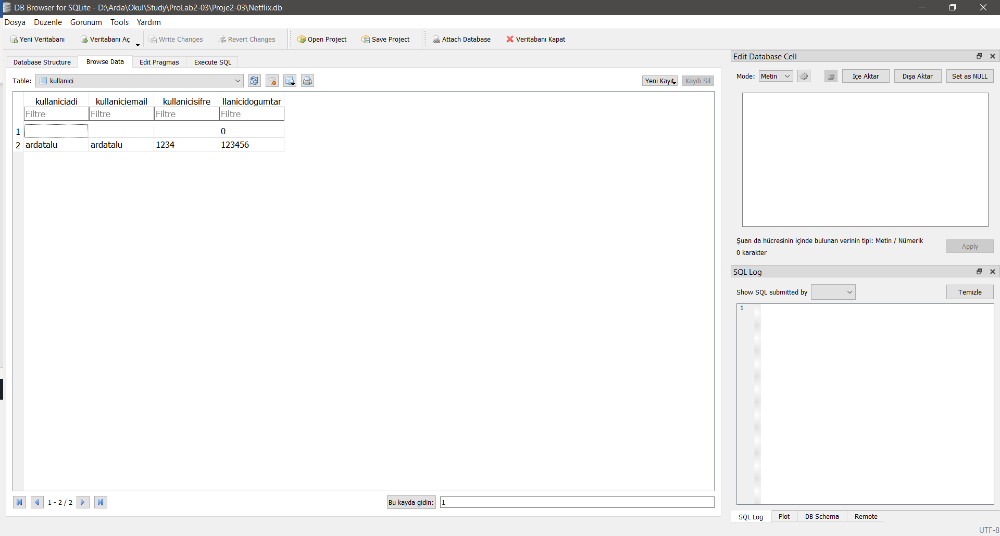 DB Browser for SQLite - D:\Arda\Okul\Study\ProLab2-03\Proje2-03\Netflix.db
Dosya Düzenle Görünüm Tools Yardım
Yeni Veritabanı Veritabanı Aç Write Changes Revert Changes Open Project Save Project Attach Database Veritabanı Kapat
Database Structure Browse Data Edit Pragmas Execute SQL
Table: kullanici Yeni Kayıt Kaydı Sil
kullaniciadi kullaniciemail kullanicisifre llanicidogumtar
Filtre Filtre Filtre Filtre
1 0
2 ardatalu ardatalu 1234 123456
1 - 2 / 2 Bu kayda gidin: 1
Edit Database Cell
Mode: Metin İçe Aktar Dışa Aktar Set as NULL
Şuan da hücresinin içinde bulunan verinin tipi: Metin / Nümerik
0 karakter
Apply
SQL Log
Show SQL submitted by Temizle
1
SQL Log Plot DB Schema Remote
UTF-8